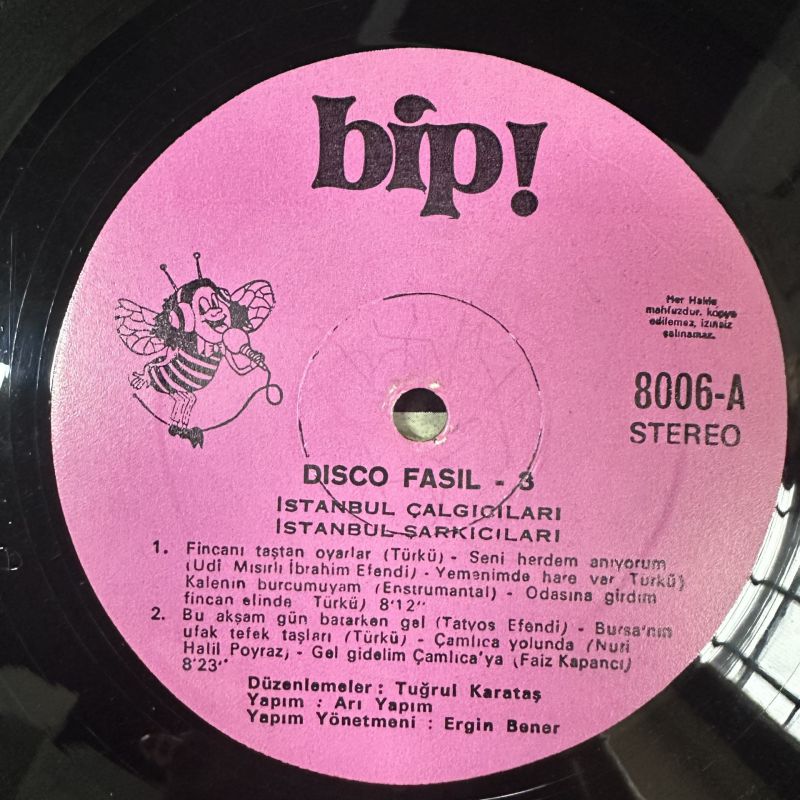 bip!
Her Hakkı
mahfuzdur. kopye
edilemez, izinsiz
çalınamaz.
8006-A
STEREO
DISCO FASIL - 3
İSTANBUL ÇALGICILARI
İSTANBUL ŞARKICILARI
1. Fincanı taştan oyarlar (Türkü) - Seni herdem anıyorum
(Udi Mısırlı İbrahim Efendi) - Yemenimde hare var Türkü)
Kalenin burcumuyam (Enstrumantal) - Odasına girdim
fincan elinde Türkü) 8'12"
2. Bu akşam gün batarken gel (Tatyos Efendi) - Bursa'nın
ufak tefek taşları (Türkü) - Çamlıca yolunda (Nuri
Halil Poyraz) - Gel gidelim Çamlıca'ya (Faiz Kapancı)
8'23"
Düzenlemeler : Tuğrul Karataş
Yapım : Arı Yapım
Yapım Yönetmeni : Ergin Bener